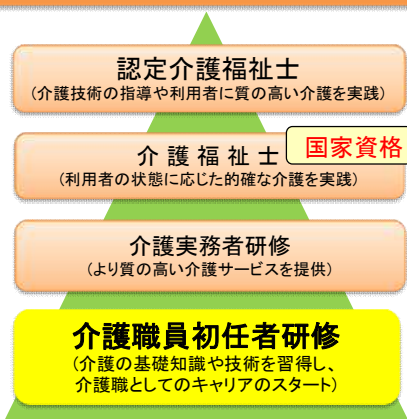 認定介護福祉士
（介護技術の指導や利用者に質の高い介護を実践）
介 護 福 祉 士
国家資格
（利用者の状態に応じた的確な介護を実践）
介護実務者研修
（より質の高い介護サービスを提供）
介護職員初任者研修
（介護の基礎知識や技術を習得し、
介護職としてのキャリアのスタート）